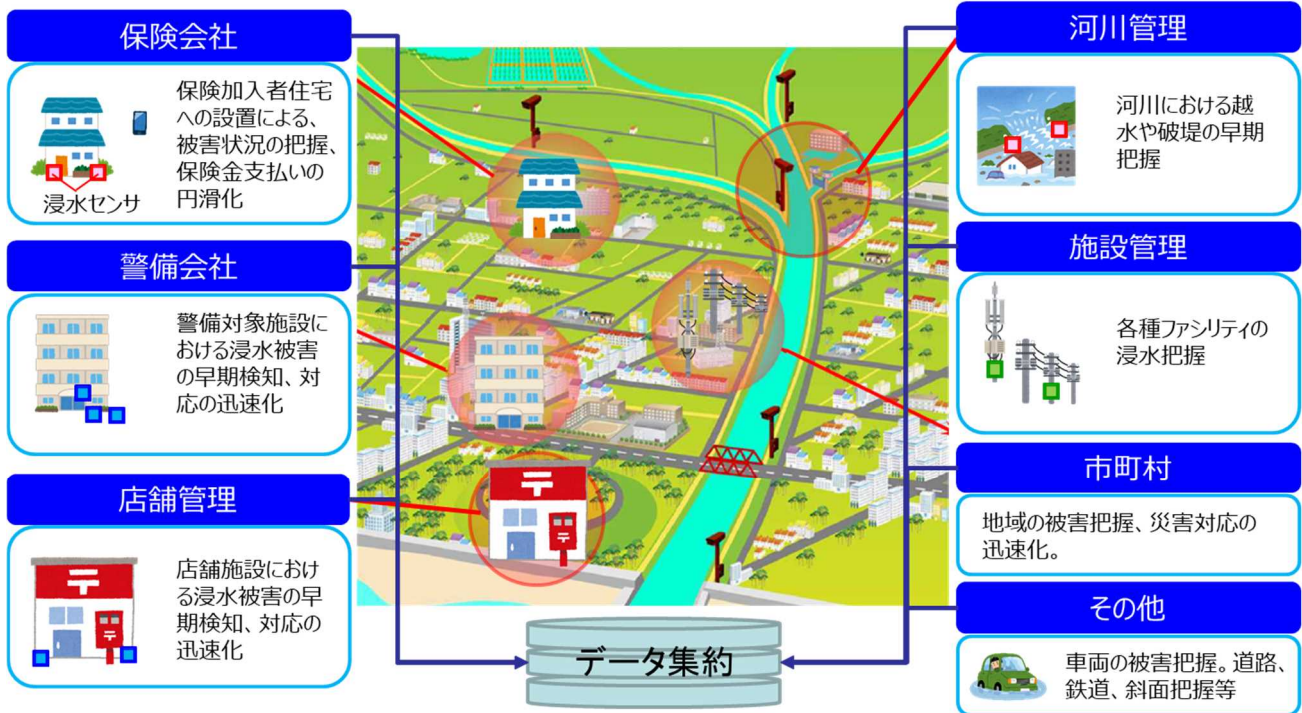 保険会社
保険加入者住宅
への設置による、
被害状況の把握、
保険金支払いの
円滑化
浸水センサ
警備会社
警備対象施設に
おける浸水被害
の早期検知、対
応の迅速化
店舗管理
店舗施設におけ
る浸水被害の早
期検知、対応の
迅速化
データ集約
河川管理
河川における越
水や破堤の早期
把握
施設管理
各種ファシリティの
浸水把握
市町村
地域の被害把握、災害対応の
迅速化。
その他
車両の被害把握。道路、
鉄道、斜面把握等